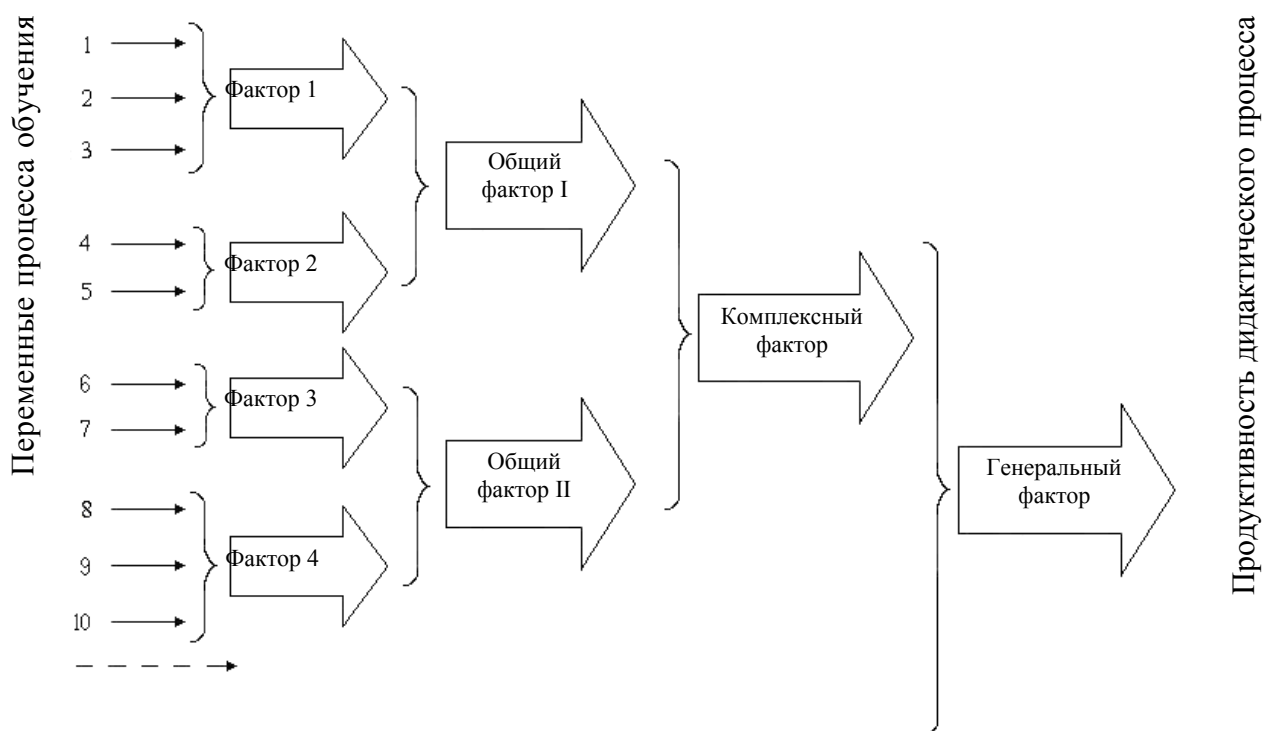 Переменные процесса обучения
1
2
3
4
5
6
7
8
9
10
Фактор 1
Фактор 2
Фактор 3
Фактор 4
Общий
фактор I
Общий
фактор II
Комплексный
фактор
Генеральный
фактор
Продуктивность дидактического процесса